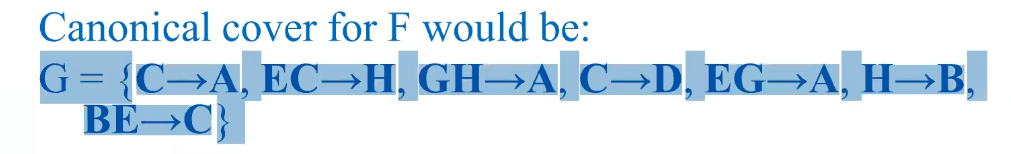 Canonical cover for F would be:
G = {C→A, EC→H, GH→A, C→D, EG→A, H→B,
BE→C}